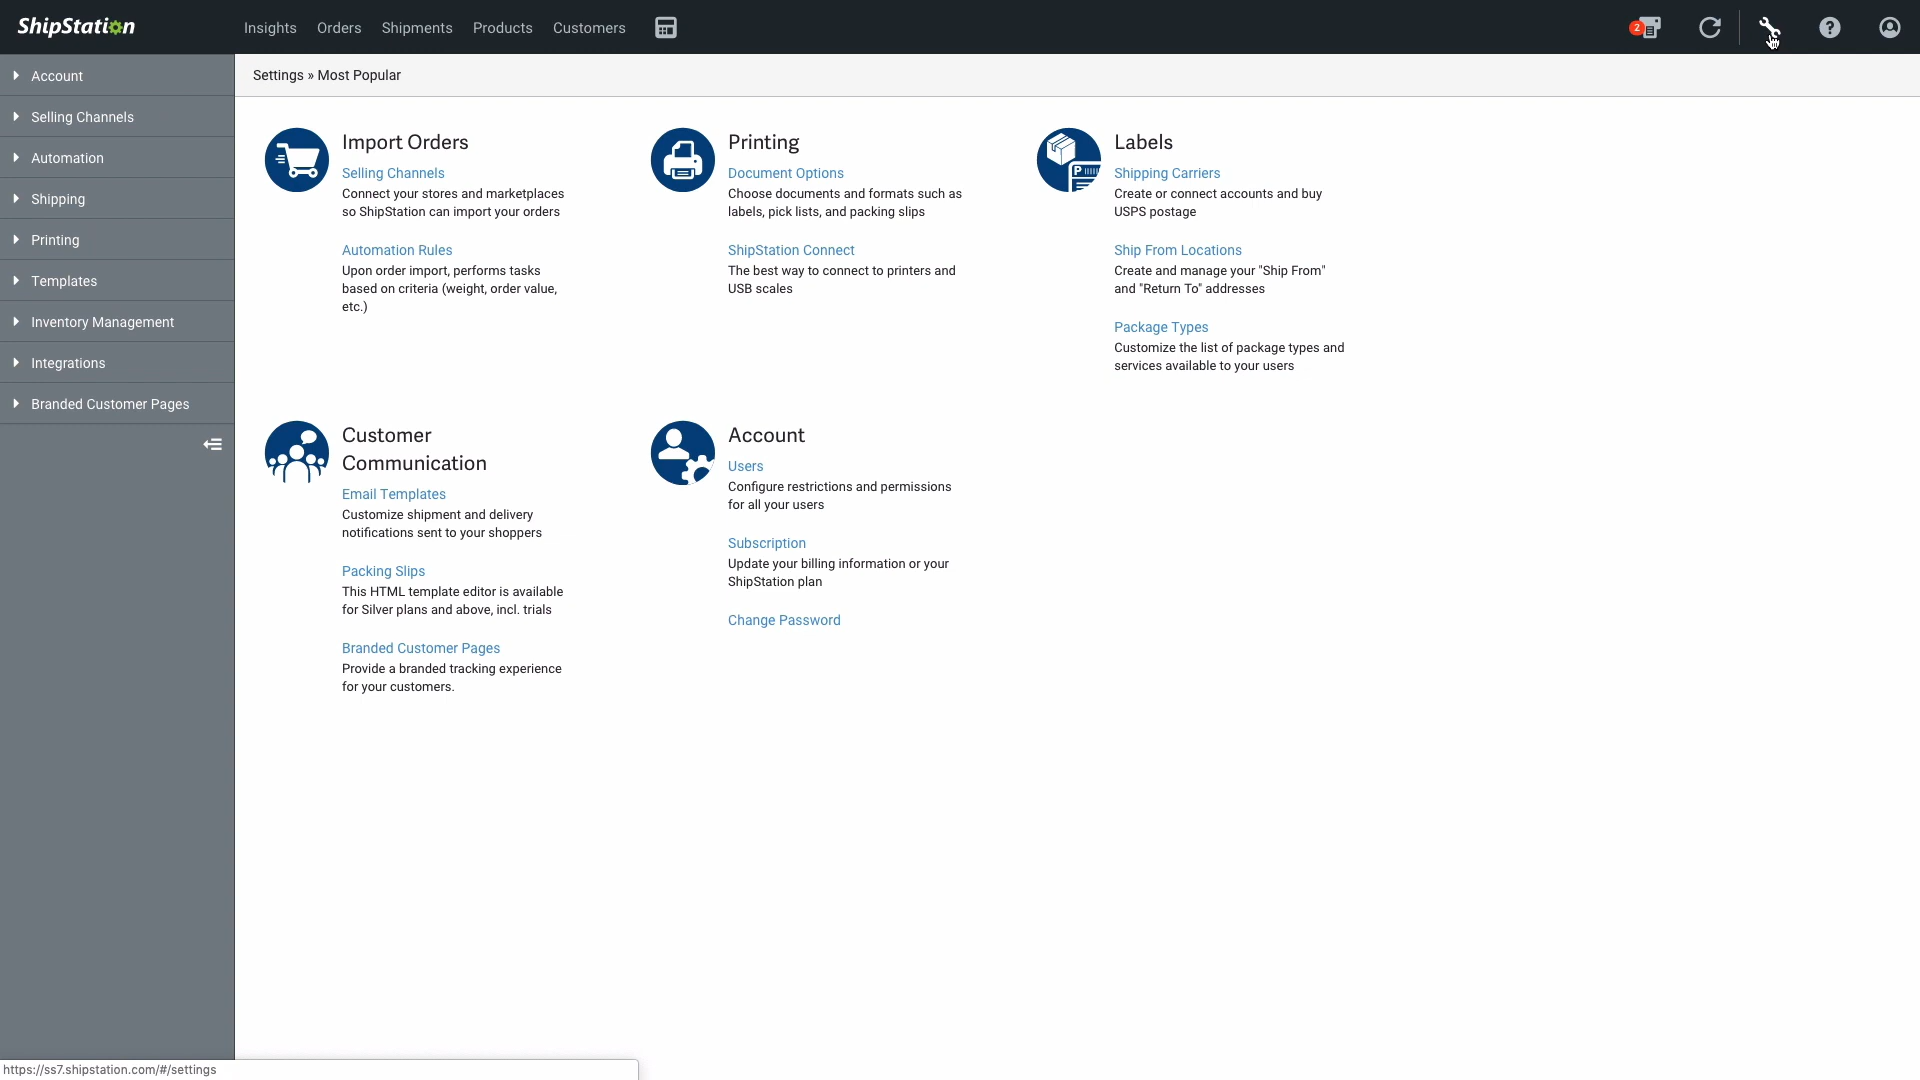 ShipStation
Insights
Orders
Shipments
Products
Customers
2
Account
Selling Channels
Automation
Shipping
Printing
Templates
Inventory Management
Integrations
Branded Customer Pages
Settings » Most Popular
Import Orders
Selling Channels
Connect your stores and marketplaces
so ShipStation can import your orders
Automation Rules
Upon order import, performs tasks
based on criteria (weight, order value,
etc.)
Printing
Document Options
Choose documents and formats such as
labels, pick lists, and packing slips
ShipStation Connect
The best way to connect to printers and
USB scales
P
Labels
Shipping Carriers
Create or connect accounts and buy
USPS postage
Ship From Locations
Create and manage your "Ship From"
and "Return To" addresses
Package Types
Customize the list of package types and
services available to your users
Customer
Communication
Email Templates
Customize shipment and delivery
notifications sent to your shoppers
Packing Slips
This HTML template editor is available
for Silver plans and above, incl. trials
Branded Customer Pages
Provide a branded tracking experience
for your customers.
Account
Users
Configure restrictions and permissions
for all your users
Subscription
Update your billing information or your
ShipStation plan
Change Password
https://ss7.shipstation.com/#/settings